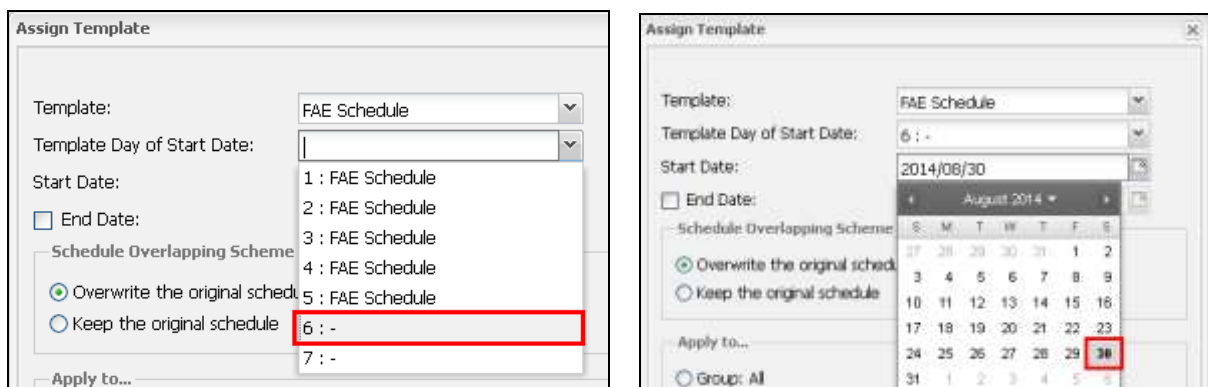 Assign Template
Template:
FAE Schedule
Template Day of Start Date:
1 : FAE Schedule
Start Date:
2 : FAE Schedule
End Date:
3 : FAE Schedule
Schedule Overlapping Scheme
4 : FAE Schedule
Overwrite the original schedu
5 : FAE Schedule
Keep the original schedule
6 : -
7 : -
Apply to...
Assign Template
Template:
FAE Schedule
Template Day of Start Date:
6 : -
Start Date:
2014/08/30
End Date:
August 2014
Schedule Overlapping Scheme
S M T W T F S
27 28 29 30 31 1 2
Overwrite the original schedu
3 4 5 6 7 8 9
Keep the original schedule
10 11 12 13 14 15 16
17 18 19 20 21 22 23
Apply to...
24 25 26 27 28 29 30
Group: All
31 1 2 3 4 5 6